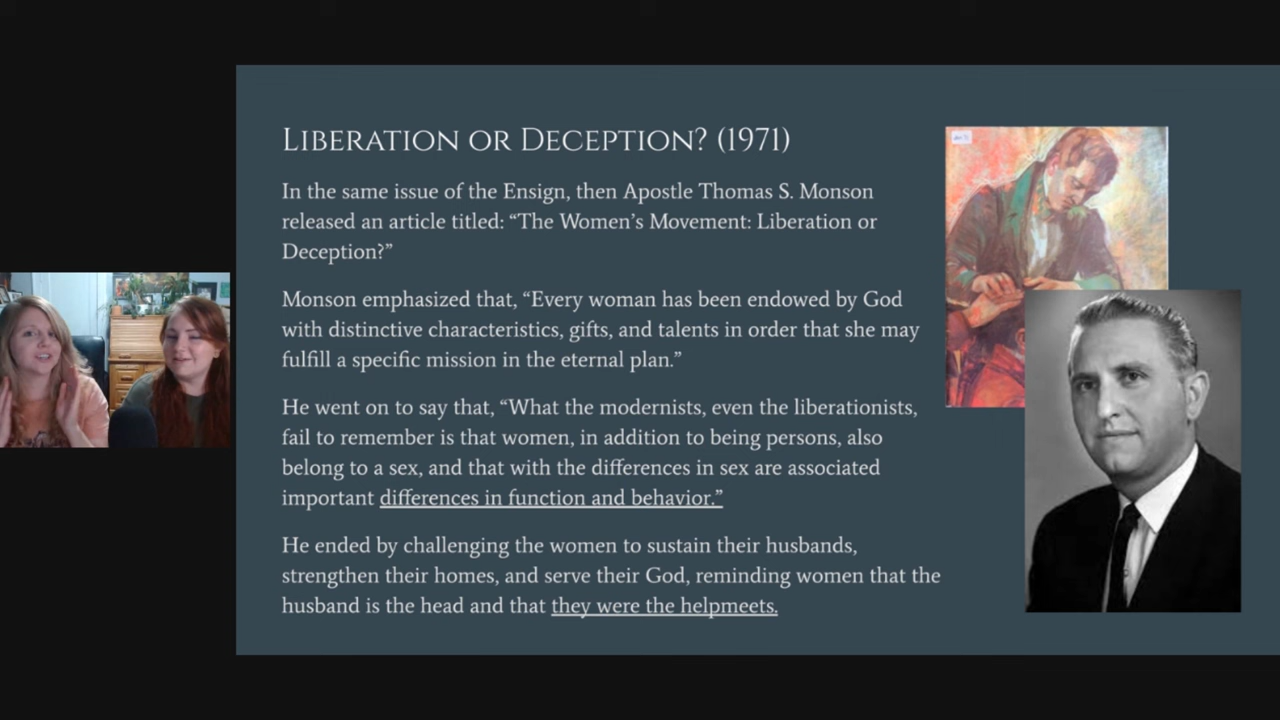 LIBERATION OR DECEPTION? (1971)
In the same issue of the Ensign, then Apostle Thomas S. Monson
released an article titled: “The Women’s Movement: Liberation or
Deception?”
Monson emphasized that, “Every woman has been endowed by God
with distinctive characteristics, gifts, and talents in order that she may
fulfill a specific mission in the eternal plan.”
He went on to say that, “What the modernists, even the liberationists,
fail to remember is that women, in addition to being persons, also
belong to a sex, and that with the differences in sex are associated
important differences in function and behavior.”
He ended by challenging the women to sustain their husbands,
strengthen their homes, and serve their God, reminding women that the
husband is the head and that they were the helpmeets.